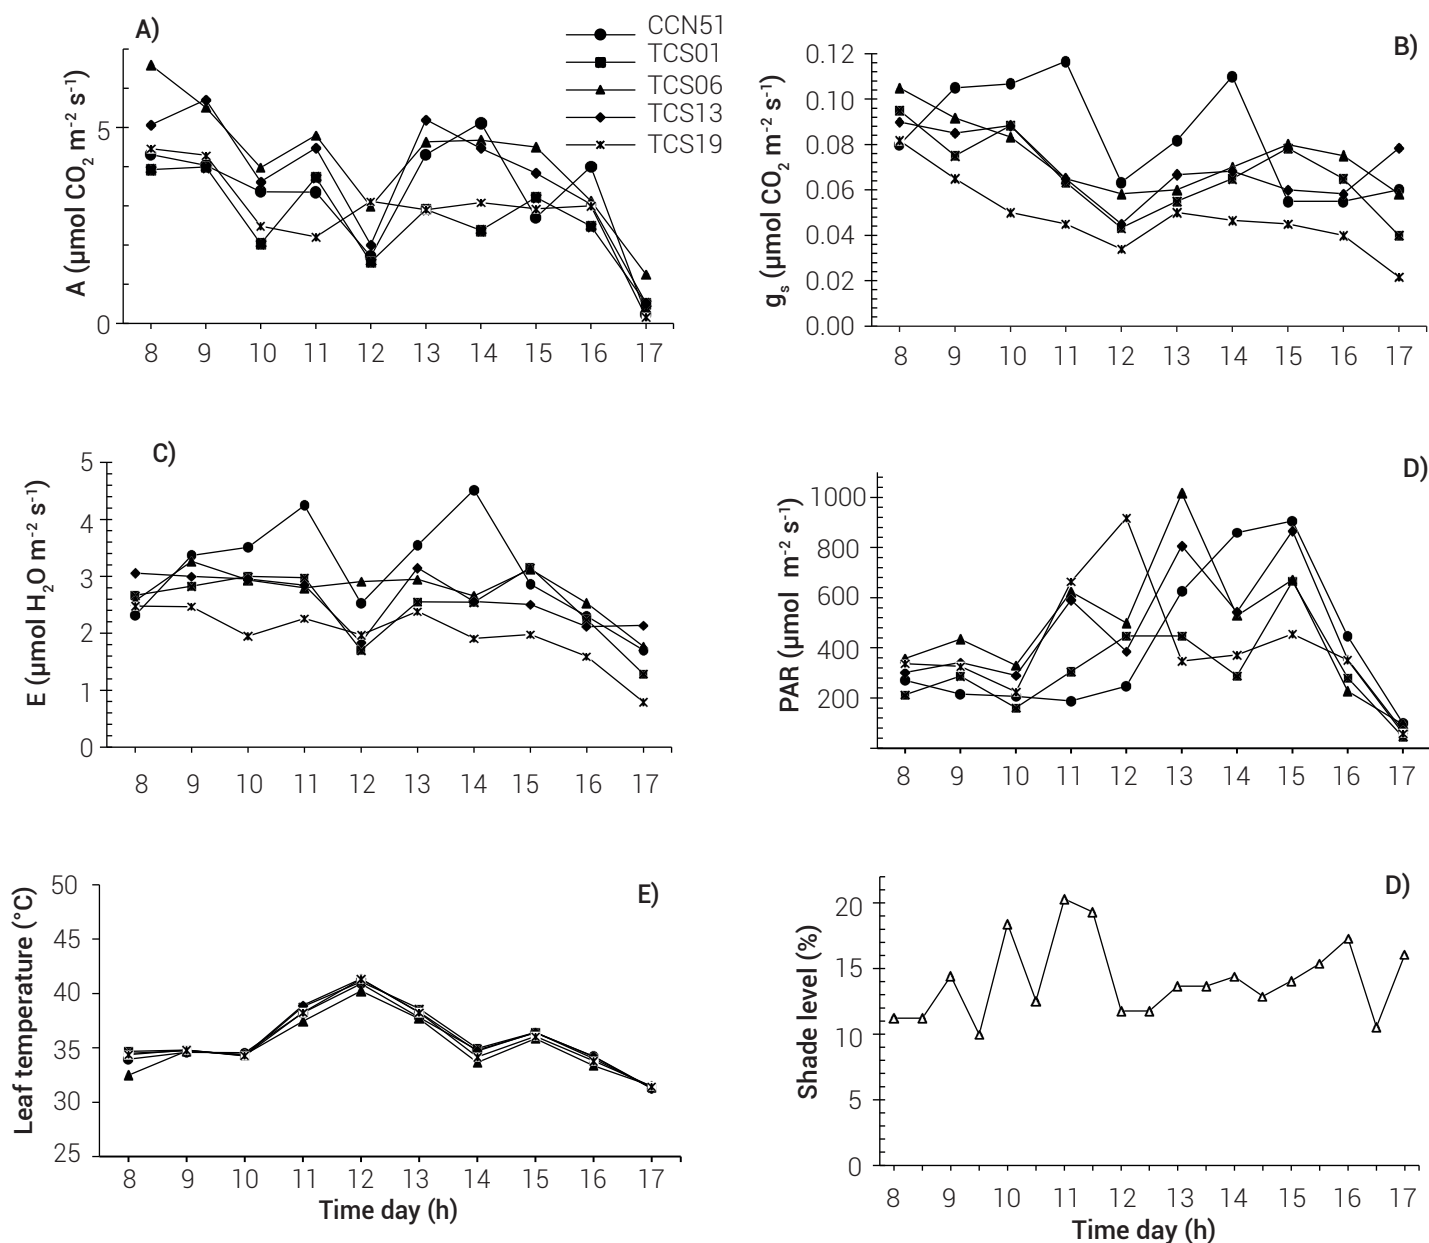 A)
CCN51
TCS01
TCS06
TCS13
TCS19
A (µmol CO2 m-2 s-1)
5
0
8 9 10 11 12 13 14 15 16 17
B)
gs (µmol CO2 m-2 s-1)
0.12
0.10
0.08
0.06
0.04
0.02
0.00
8 9 10 11 12 13 14 15 16 17
C)
E (µmol H2O m-2 s-1)
5
4
3
2
1
0
8 9 10 11 12 13 14 15 16 17
D)
PAR (µmol m-2 s-1)
1000
800
600
400
200
8 9 10 11 12 13 14 15 16 17
E)
Leaf temperature (°C)
50
45
40
35
30
25
8 9 10 11 12 13 14 15 16 17
Time day (h)
D)
Shade level (%)
20
15
10
5
0
8 9 10 11 12 13 14 15 16 17
Time day (h)